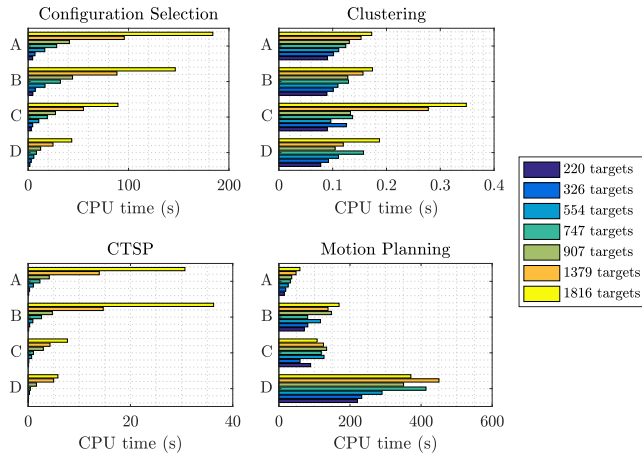 Configuration Selection
A
B
C
D
0 100 200
CPU time (s)
Clustering
A
B
C
D
0 0.1 0.2 0.3 0.4
CPU time (s)
220 targets
326 targets
554 targets
747 targets
907 targets
1379 targets
1816 targets
CTSP
A
B
C
D
0 20 40
CPU time (s)
Motion Planning
A
B
C
D
0 200 400 600
CPU time (s)